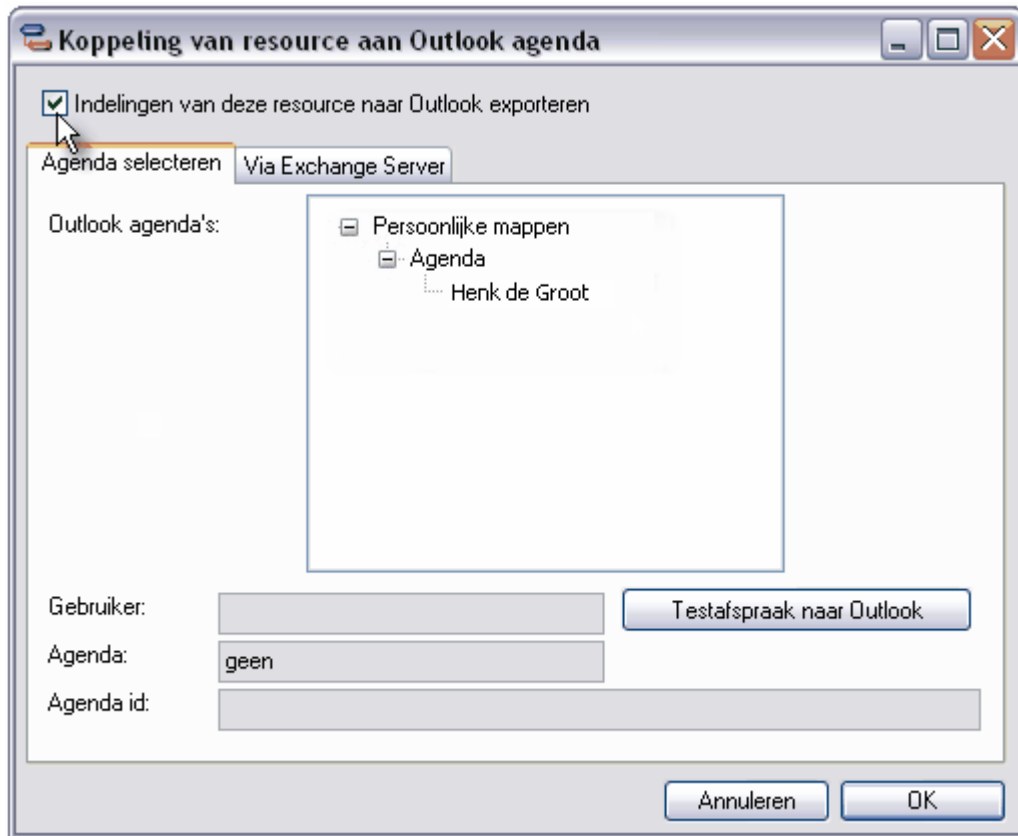 Koppeling van resource aan Outlook agenda
Indelingen van deze resource naar Outlook exporteren
Agenda selecteren
Via Exchange Server
Outlook agenda's:
Persoonlijke mappen
Agenda
Henk de Groot
Gebruiker:
Testafspraak naar Outlook
Agenda:
geen
Agenda id:
Annuleren
OK